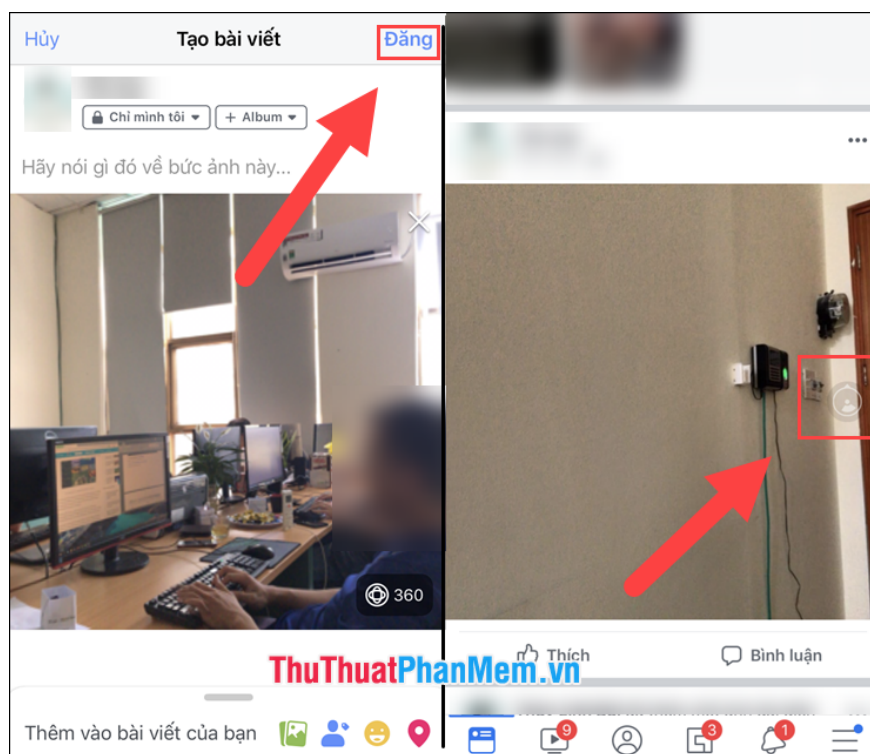 Hủy
Tạo bài viết
Đăng
Chỉ mình tôi
+ Album
Hãy nói gì đó về bức ảnh này...
360
Thêm vào bài viết của bạn
Thích
Bình luận
ThuThuatPhanMem.vn
9
3
1